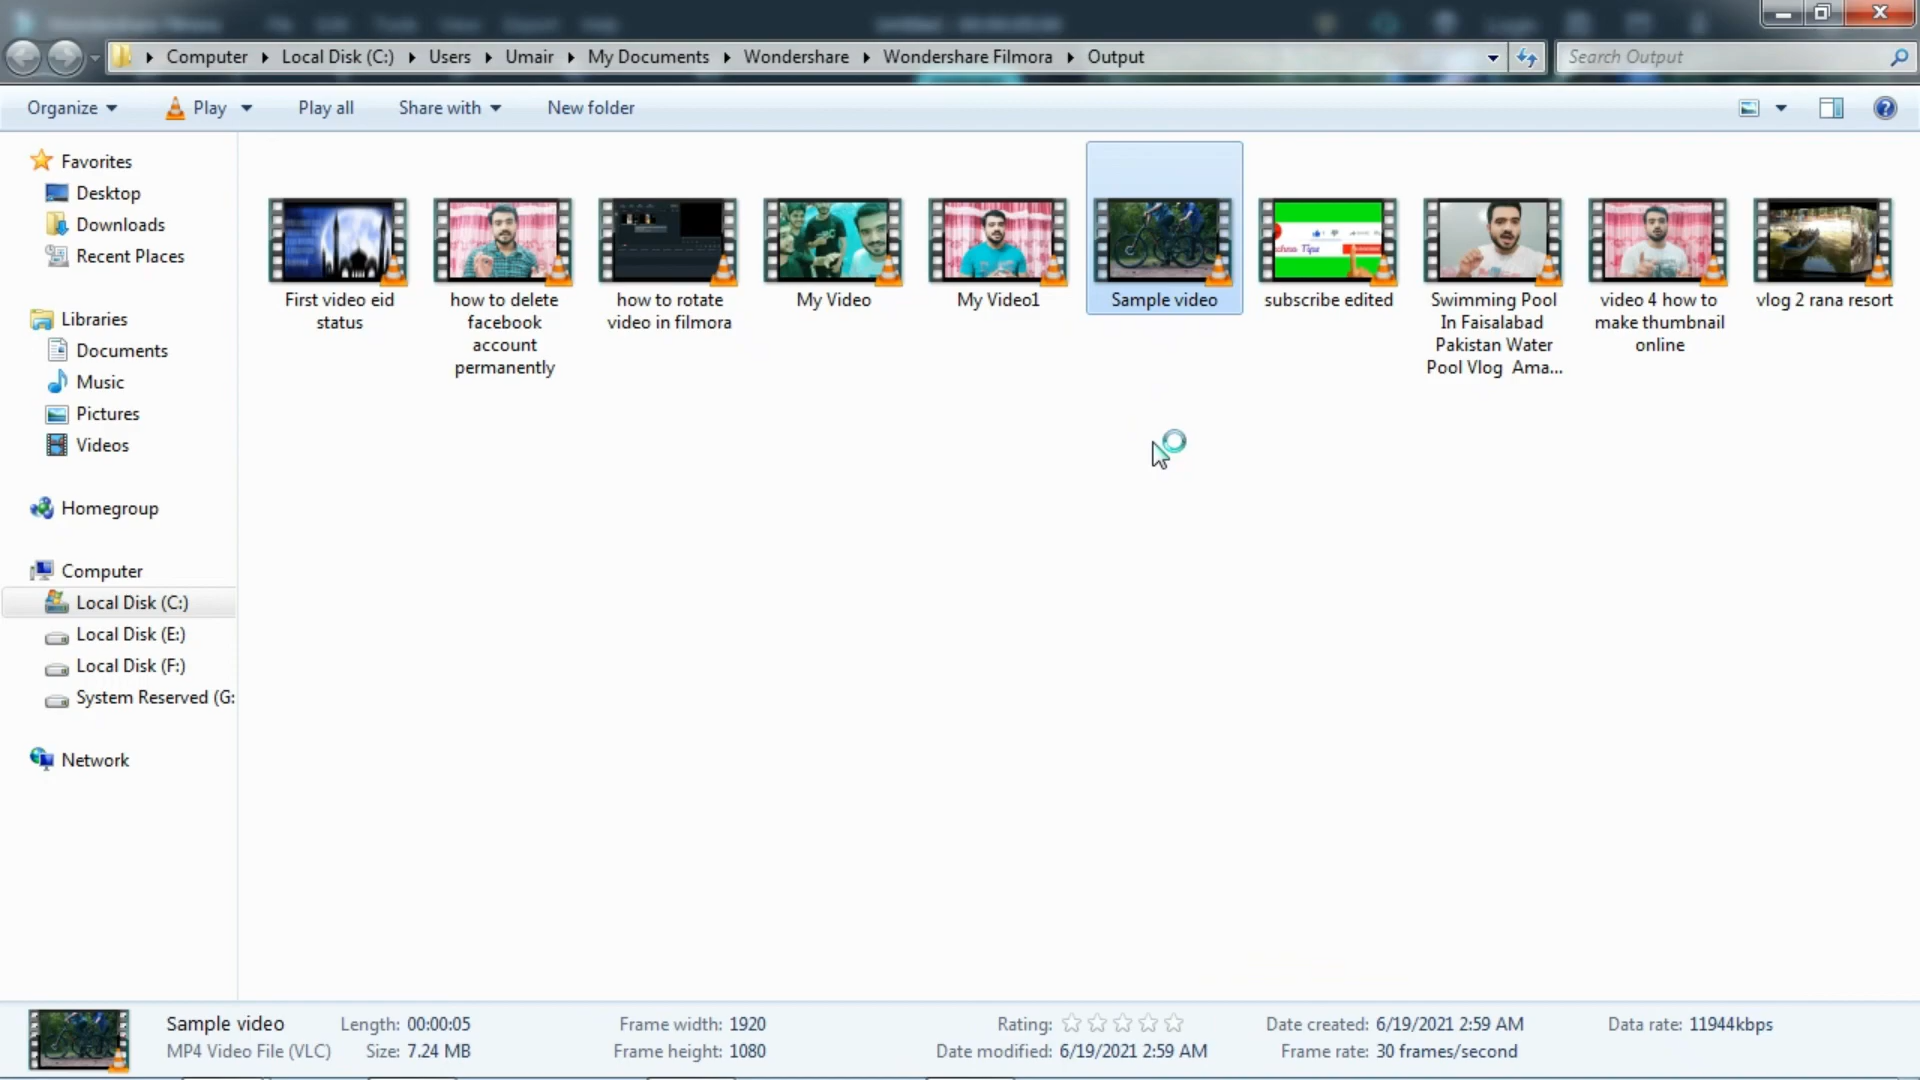 Computer Local Disk (C:) Users Umair My Documents Wondershare Wondershare Filmora Output
Search Output
Organize Play Play all Share with New folder
Favorites
Desktop
Downloads
Recent Places
Libraries
Documents
Music
Pictures
Videos
Homegroup
Computer
Local Disk (C:)
Local Disk (E:)
Local Disk (F:)
System Reserved (G:
Network
First video eid
status
how to delete
facebook
account
permanently
how to rotate
video in filmora
My Video
My Video1
Sample video
subscribe edited
Swimming Pool
In Faisalabad
Pakistan Water
Pool Vlog Ama...
video 4 how to
make thumbnail
online
vlog 2 rana resort
Sample video
MP4 Video File (VLC)
Length: 00:00:05
Size: 7.24 MB
Frame width: 1920
Frame height: 1080
Rating:
Date modified: 6/19/2021 2:59 AM
Date created: 6/19/2021 2:59 AM
Frame rate: 30 frames/second
Data rate: 11944kbps